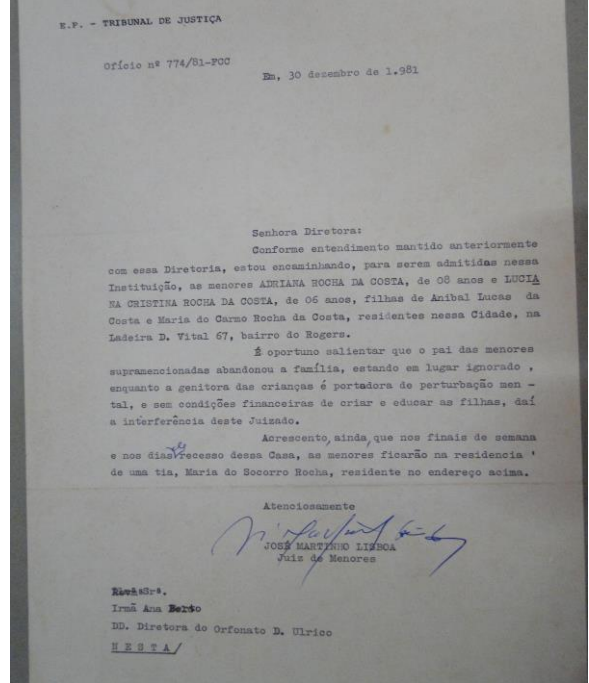 E.P. - TRIBUNAL DE JUSTIÇA
Ofício nº 774/81-FCC
Em, 30 dezembro de 1.981
Senhora Diretora:
Conforme entendimento mantido anteriormente
com essa Diretoria, estou encaminhando, para serem admitidas nessa
Instituição, as menores ADRIANA ROCHA DA COSTA, de 08 anos e LUCIA
NA CRISTINA ROCHA DA COSTA, de 06 anos, filhas de Anibal Lucas da
Costa e Maria do Carmo Rocha da Costa, residentes nessa Cidade, na
Ladeira D. Vital 67, bairro do Rogers.
É oportuno salientar que o pai das menores
supramencionadas abandonou a família, estando em lugar ignorado ,
enquanto a genitora das crianças é portadora de perturbação men -
tal, e sem condições financeiras de criar e educar as filhas, daí
a interferência deste Juizado.
Acrescento, ainda, que nos finais de semana
e nos dias de recesso dessa Casa, as menores ficarão na residencia '
de uma tia, Maria do Socorro Rocha, residente no endereço acima.
Atenciosamente
JOSÉ MARTINHO LISBOA
Juiz de Menores
Sra.
Irmã Ana
DD. Diretora do Orfonato D. Ulrico
N E S T A /